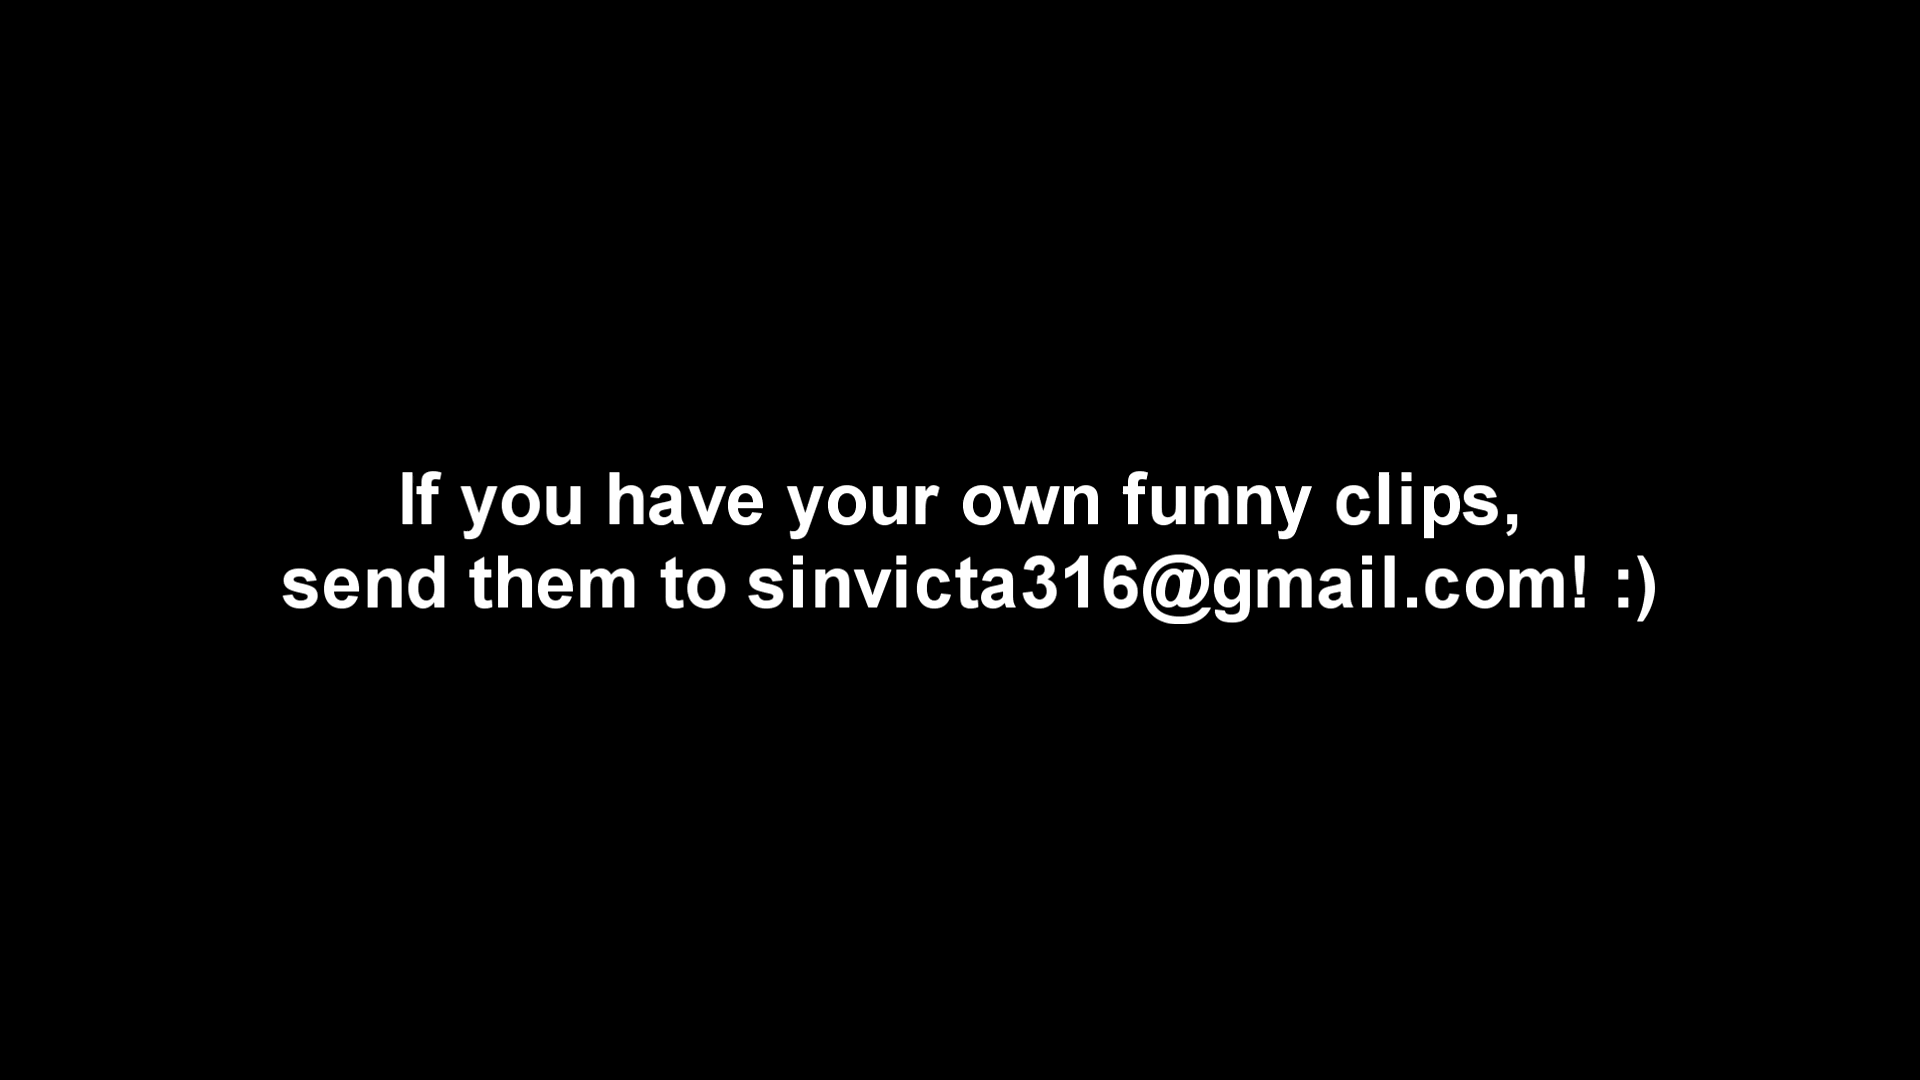 If you have your own funny clips,
send them to sinvicta316@gmail.com! :)